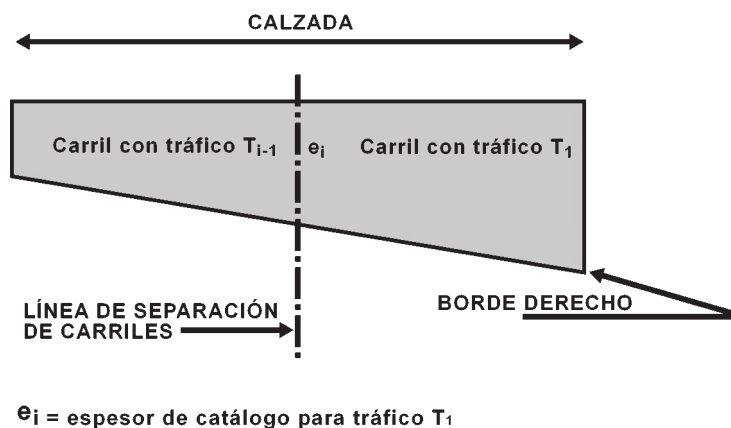 CALZADA
Carril con tráfico Ti-1
ei
Carril con tráfico T1
LÍNEA DE SEPARACIÓN
DE CARRILES
BORDE DERECHO
ei = espesor de catálogo para tráfico T1